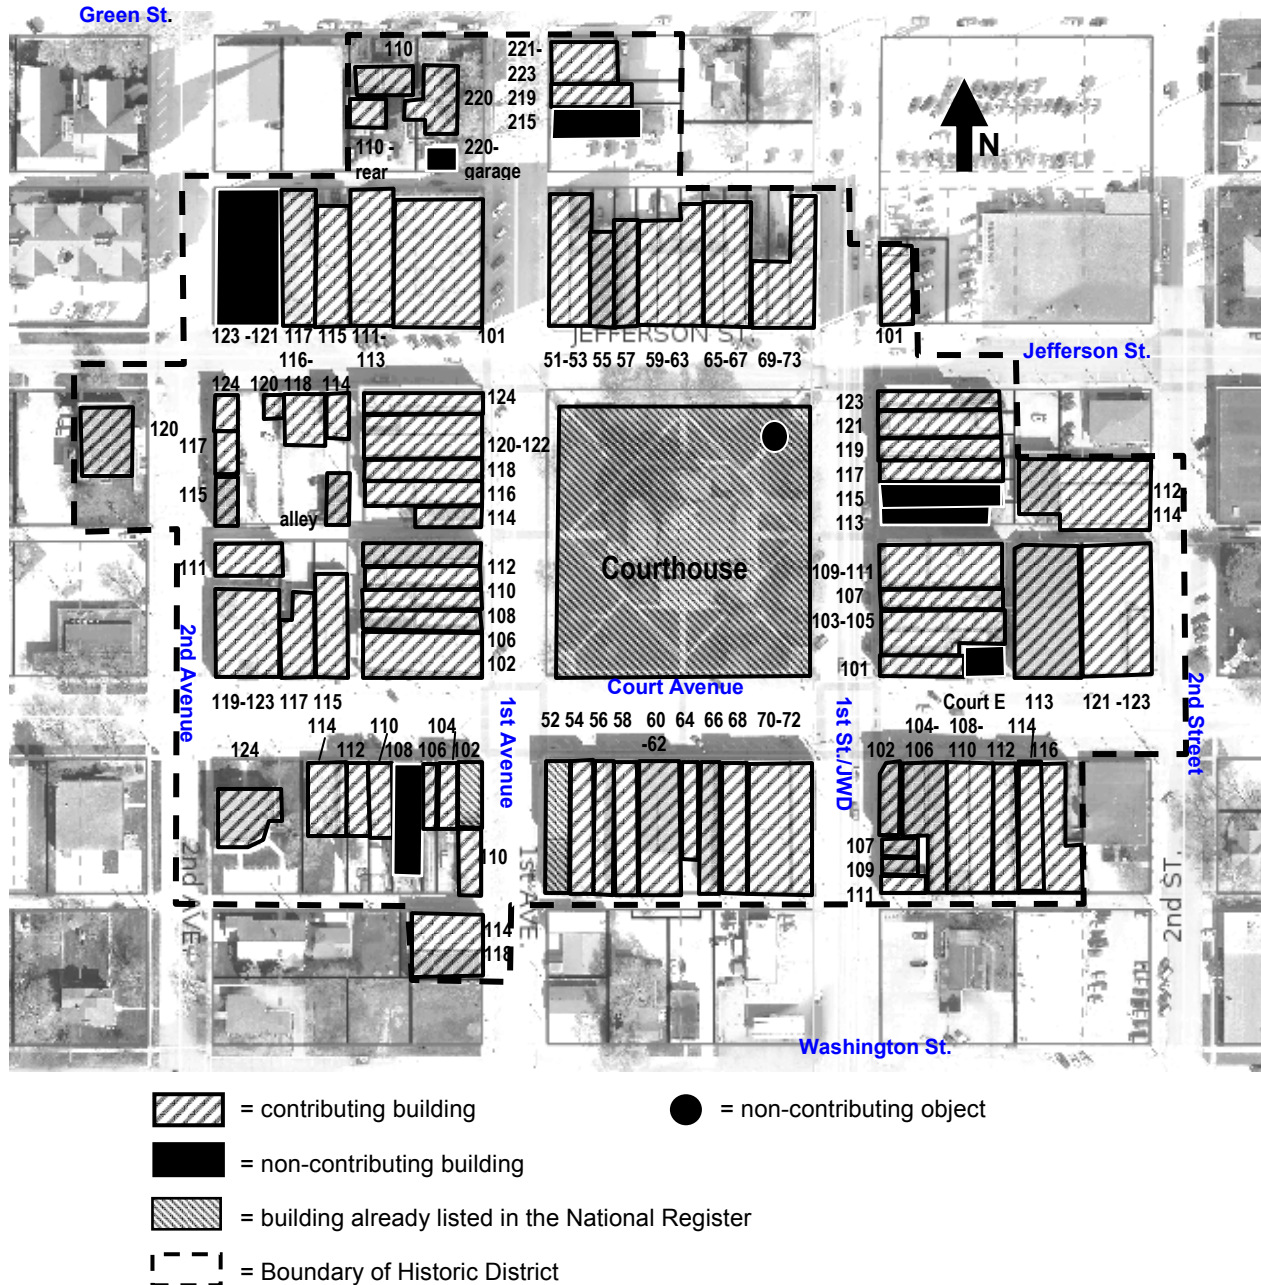 Green St.
110
221-
223
219
215
220
110 -
rear
220-
garage
N
123 -121 117 115 111-
113
101
116-
JEFFERSON ST.
51-53 55 57 59-63 65-67 69-73
101
Jefferson St.
124 120 118 114
124
120-122
118
116
114
117
115
120
alley
123
121
119
117
115
113
112
114
111
112
110
108
106
102
Courthouse
109-111
107
103-105
101
2nd Avenue
119-123 117 115
Court Avenue
Court E 113 121 -123
2nd Street
1st Avenue
1st St./JWD
124
114
112
110
108
106
104
102
110
52 54 56 58 60
-62
64 66 68 70-72
104-
106
108-
110
114
102
112
116
107
109
111
2nd AVE.
1st AVE.
2nd ST.
114
118
Washington St.
= contributing building
= non-contributing object
= non-contributing building
= building already listed in the National Register
= Boundary of Historic District